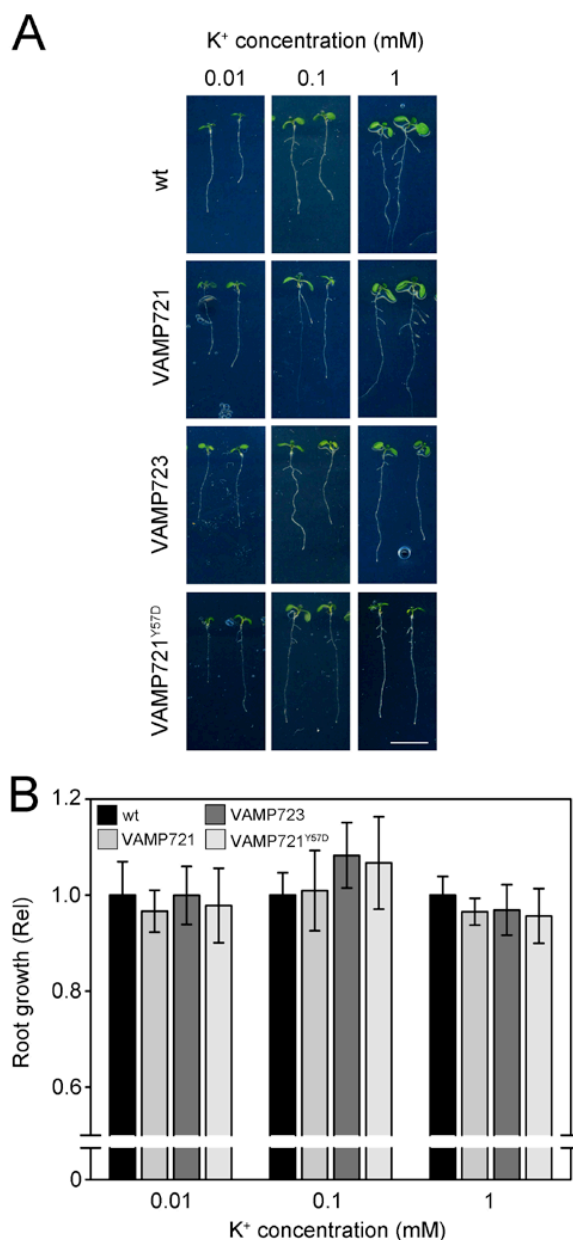 A
K⁺ concentration (mM)
0.01 0.1 1
wt
VAMP721
VAMP723
VAMP721ʸ⁵⁷ᴰ
B
1.2
wt VAMP723
VAMP721 VAMP721ʸ⁵⁷ᴰ
1.0
0.8
0.6
0
Root growth (Rel)
0.01 0.1 1
K⁺ concentration (mM)